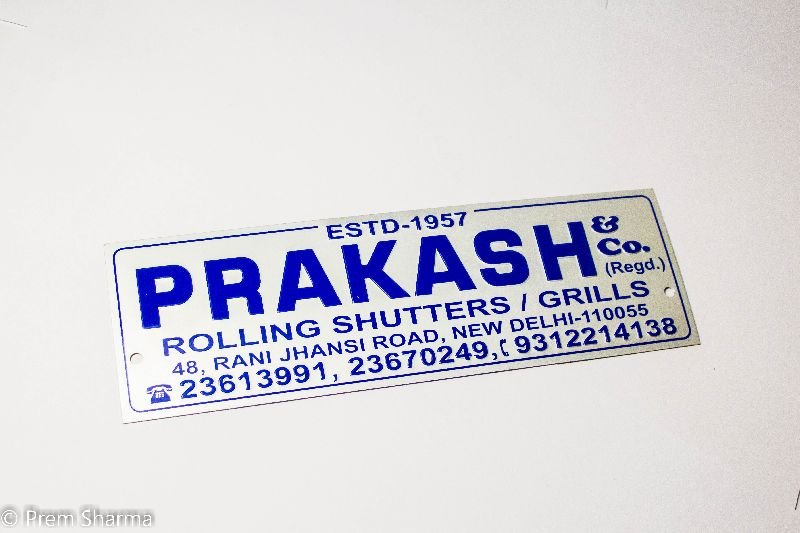 ESTD-1957
PRAKASH & Co.
(Regd.)
ROLLING SHUTTERS / GRILLS
48, RANI JHANSI ROAD, NEW DELHI-110055
23613991, 23670249, 9312214138
© Prem Sharma